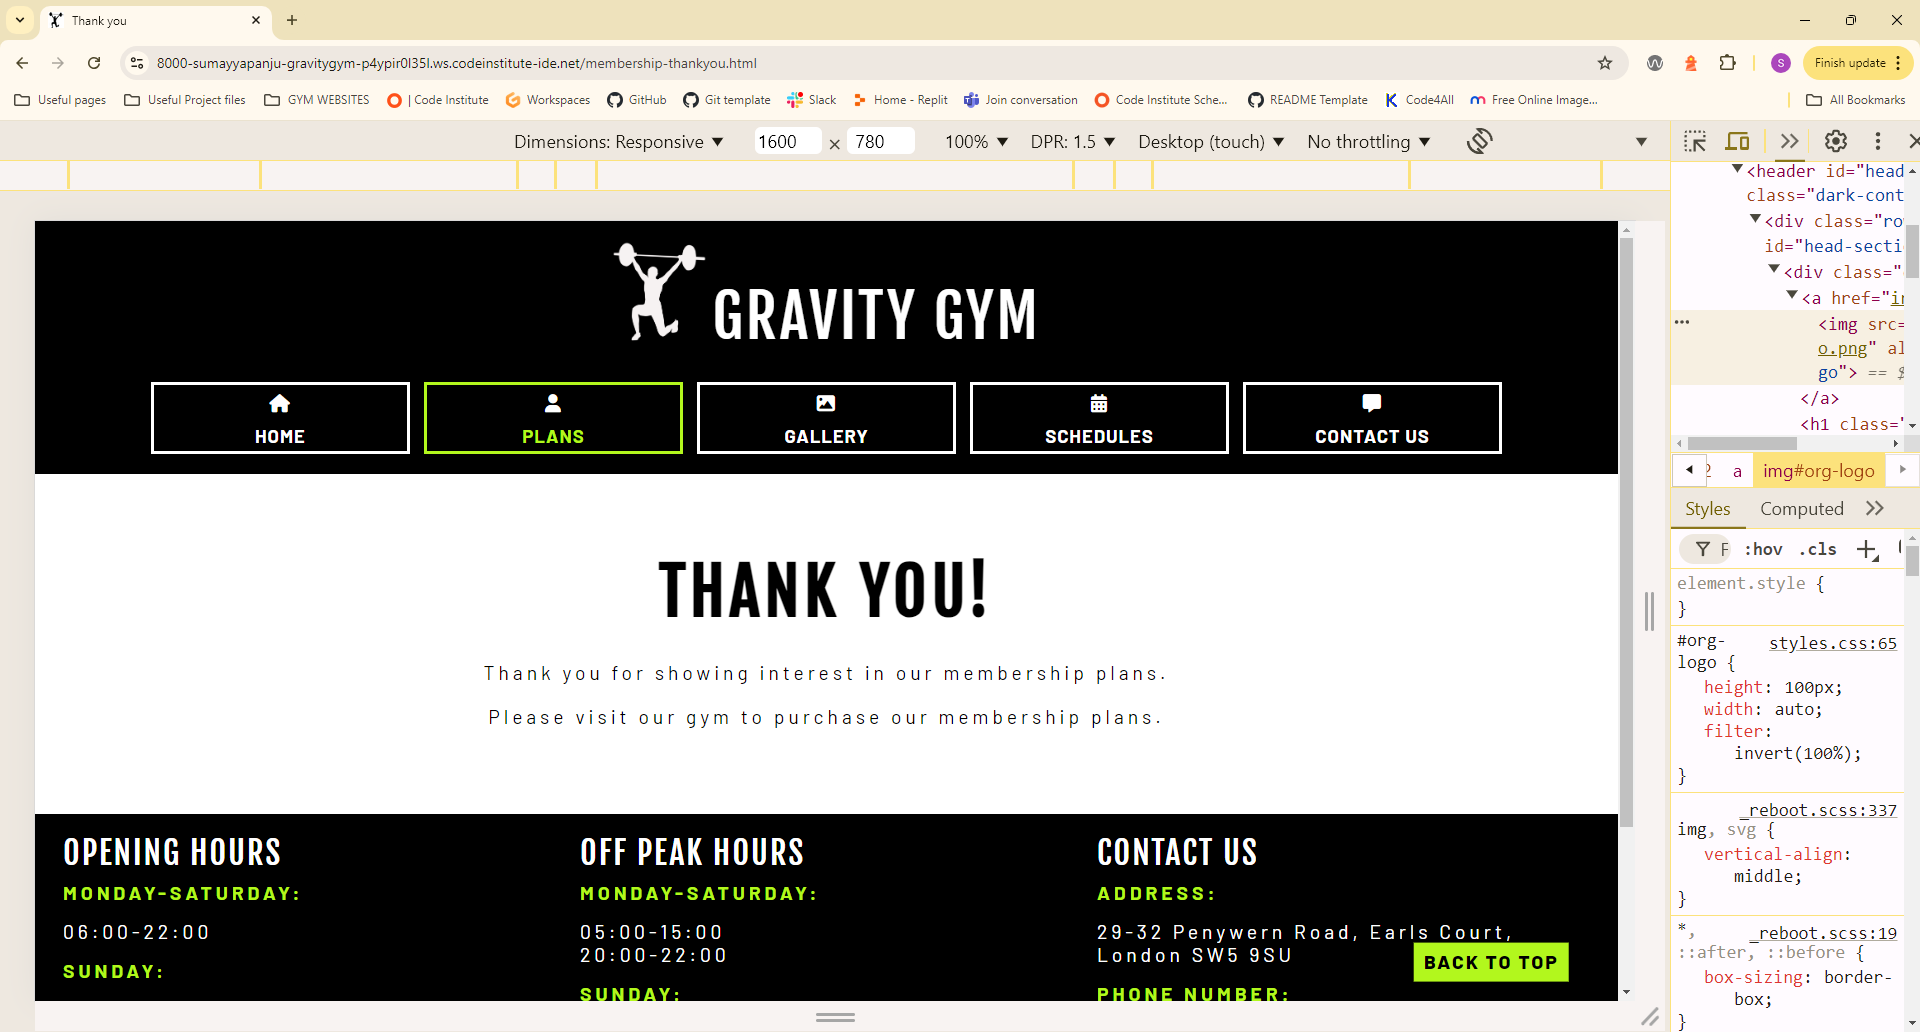 Thank you
8000-sumayyapanju-gravitygym-p4ypir0l35l.ws.codeinstitute-ide.net/membership-thankyou.html
S
Finish update
Useful pages
Useful Project files
GYM WEBSITES
| Code Institute
Workspaces
GitHub
Git template
Slack
Home - Replit
Join conversation
Code Institute Sche...
README Template
Code4All
Free Online Image...
All Bookmarks
Dimensions: Responsive
1600 × 780
100%
DPR: 1.5
Desktop (touch)
No throttling
GRAVITY GYM
HOME
PLANS
GALLERY
SCHEDULES
CONTACT US
THANK YOU!
Thank you for showing interest in our membership plans.
Please visit our gym to purchase our membership plans.
OPENING HOURS
MONDAY-SATURDAY:
06:00-22:00
SUNDAY:
OFF PEAK HOURS
MONDAY-SATURDAY:
05:00-15:00
20:00-22:00
SUNDAY:
CONTACT US
ADDRESS:
29-32 Penywern Road, Earls Court,
London SW5 9SU
PHONE NUMBER:
BACK TO TOP
<header id="head
class="dark-cont
<div class="ro
id="head-secti
<div class="
<a href="in
<img src=
o.png" al
go"> == $
</a>
<h1 class="
a
img#org-logo
Styles
Computed
F
:hov
.cls
element.style {
}
#org-
logo {
styles.css:65
height: 100px;
width: auto;
filter:
invert(100%);
}
_reboot.scss:337
img, svg {
vertical-align:
middle;
}
*,
_reboot.scss:19
::after, ::before {
box-sizing: border-
box;
}